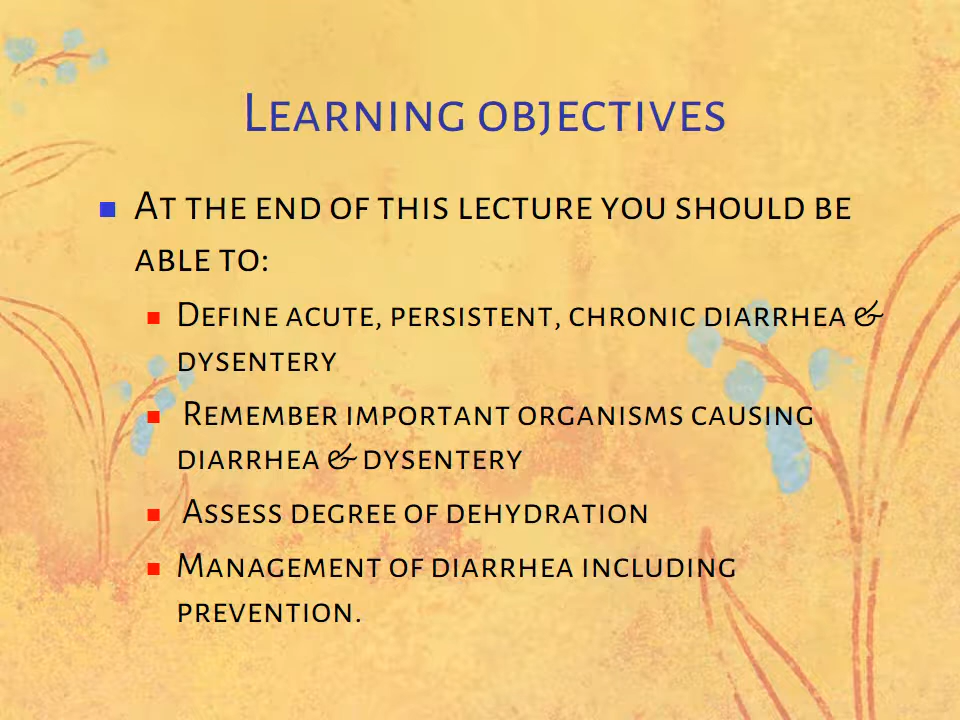 Learning objectives
At the end of this lecture you should be
able to:
Define acute, persistent, chronic diarrhea &
dysentery
Remember important organisms causing
diarrhea & dysentery
Assess degree of dehydration
Management of diarrhea including
prevention.